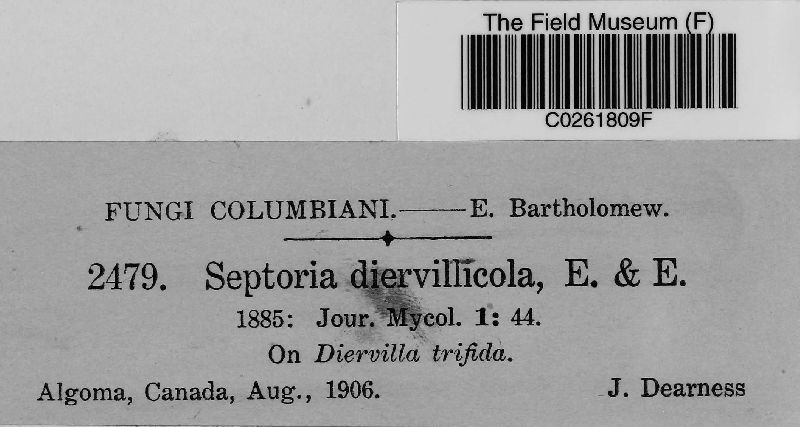 The Field Museum (F)
C0261809F
FUNGI COLUMBIANI.——E. Bartholomew.
2479. Septoria diervillicola, E. & E.
1885: Jour. Mycol. 1: 44.
On Diervilla trifida.
Algoma, Canada, Aug., 1906. J. Dearness